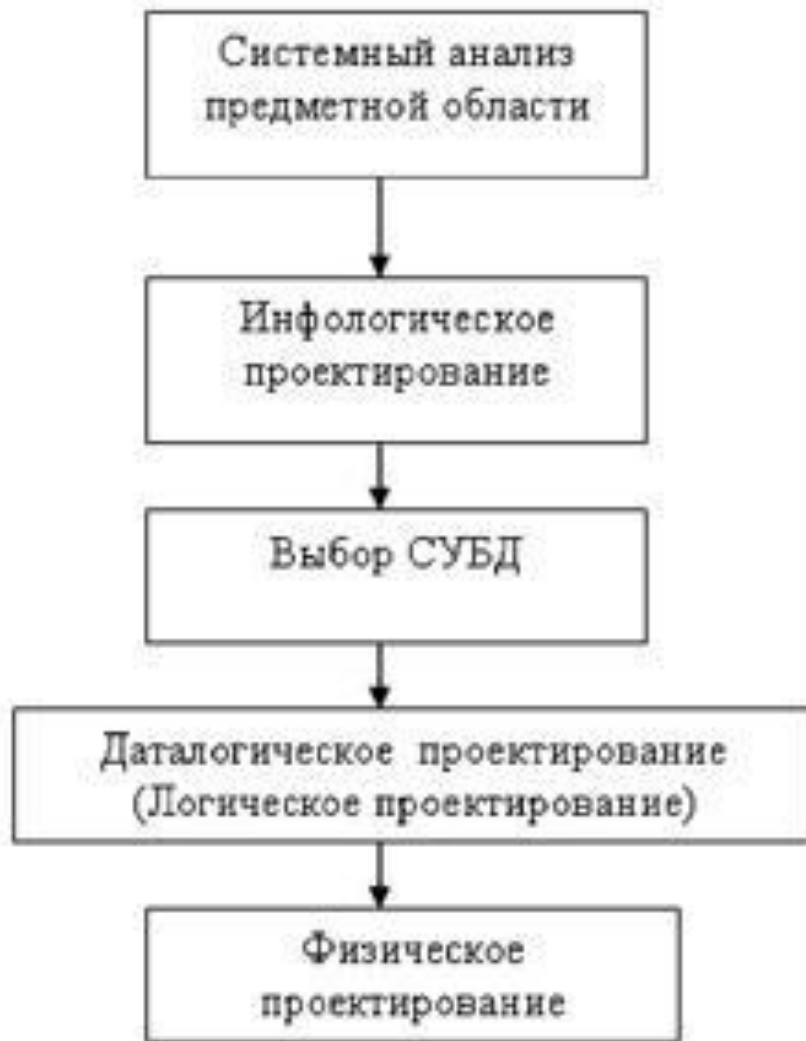 Системный анализ
предметной области
Инфологическое
проектирование
Выбор СУБД
Даталогическое проектирование
(Логическое проектирование)
Физическое
проектирование